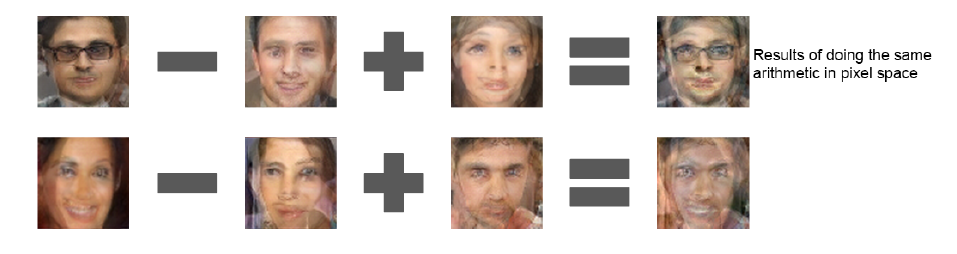 Results of doing the same
arithmetic in pixel space